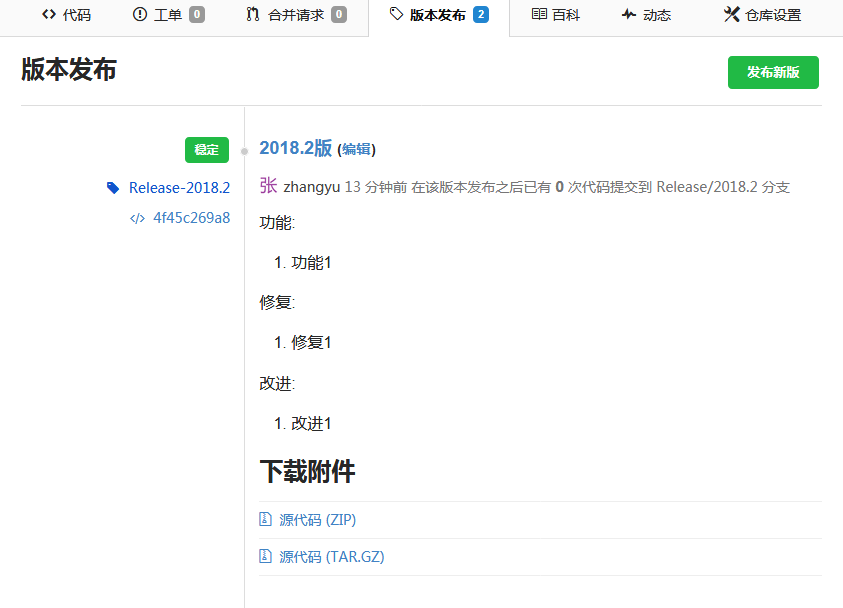 代码 工单 0 合并请求 0 版本发布 2 百科 动态 仓库设置
版本发布
发布新版
稳定
Release-2018.2
4f45c269a8
2018.2版 (编辑)
张 zhangyu 13 分钟前 在该版本发布之后已有 0 次代码提交到 Release/2018.2 分支
功能:
1. 功能1
修复:
1. 修复1
改进:
1. 改进1
下载附件
源代码 (ZIP)
源代码 (TAR.GZ)